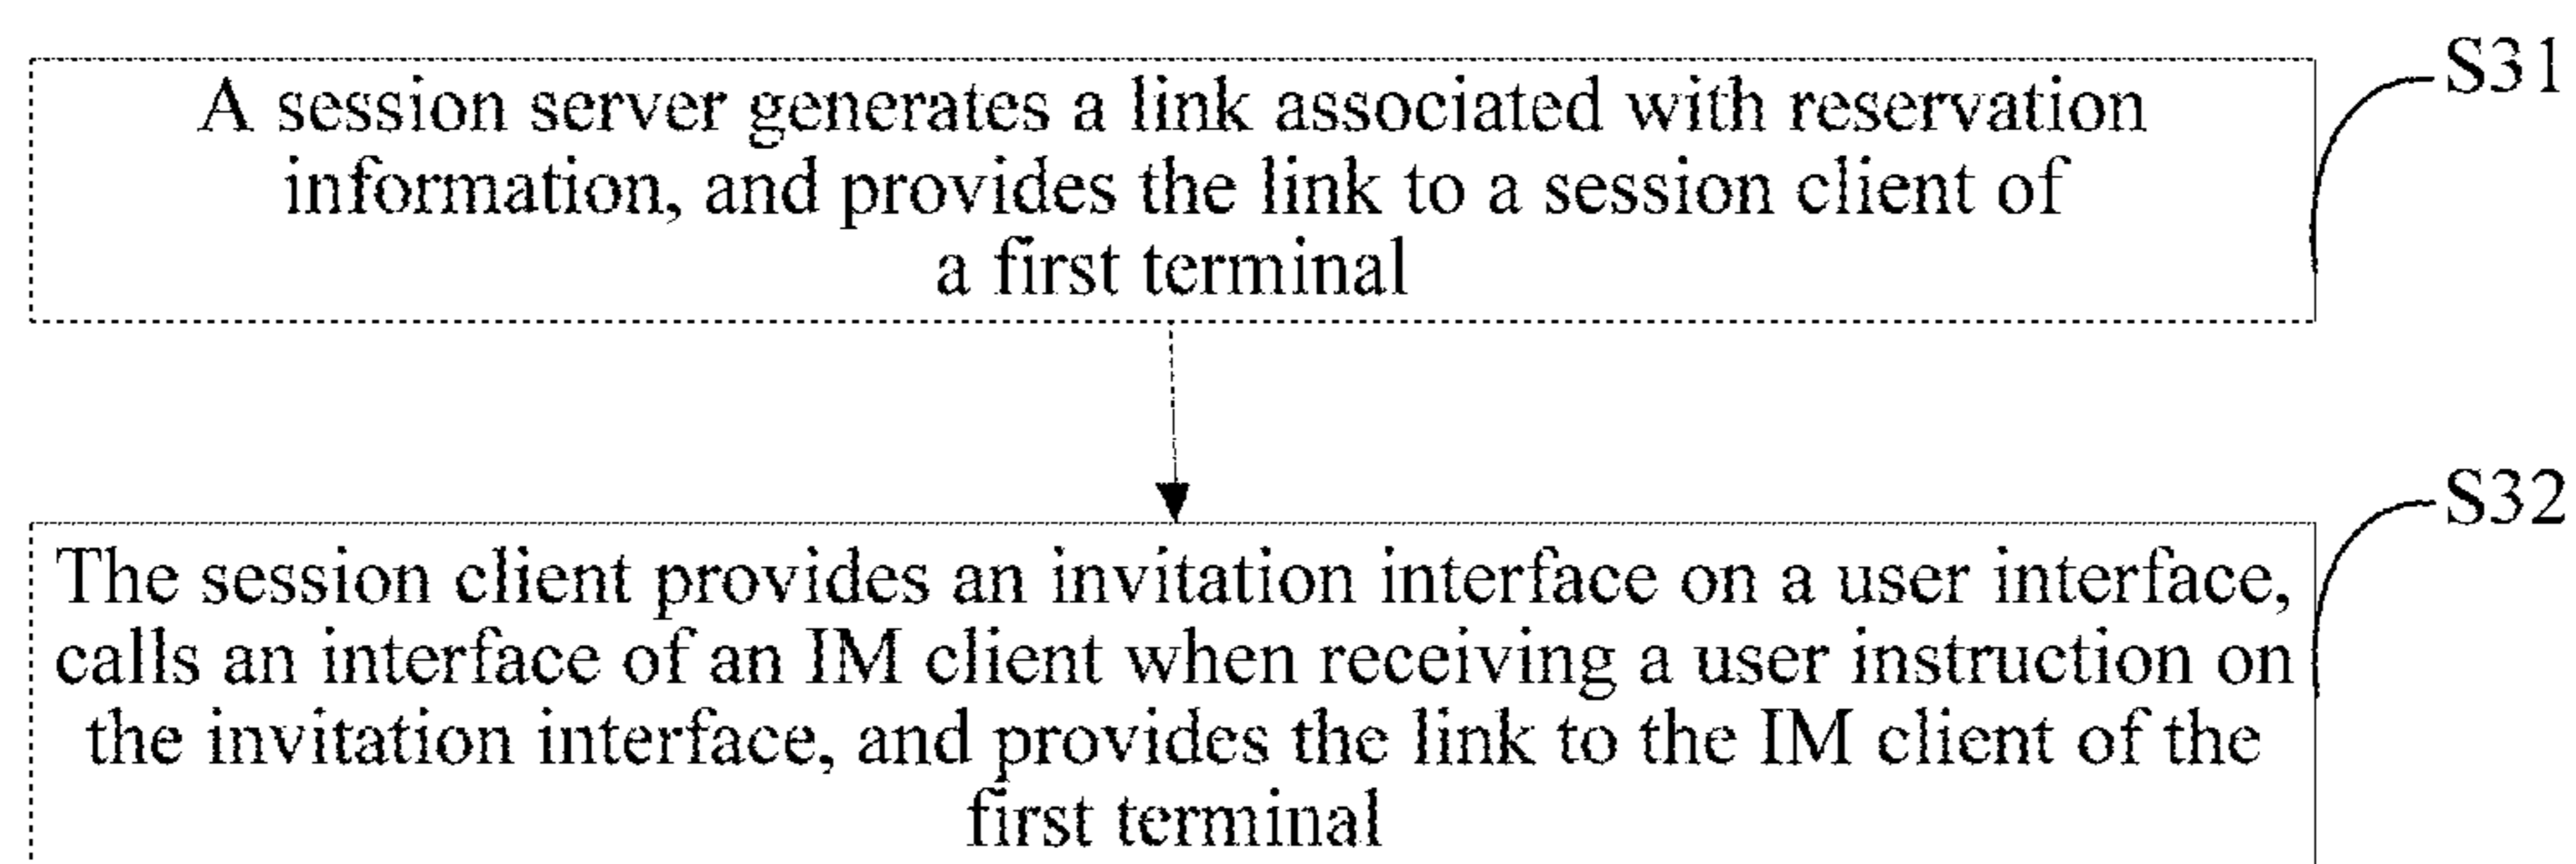 S31
A session server generates a link associated with reservation
information, and provides the link to a session client of
a first terminal
S32
The session client provides an invitation interface on a user interface,
calls an interface of an IM client when receiving a user instruction on
the invitation interface, and provides the link to the IM client of the
first terminal